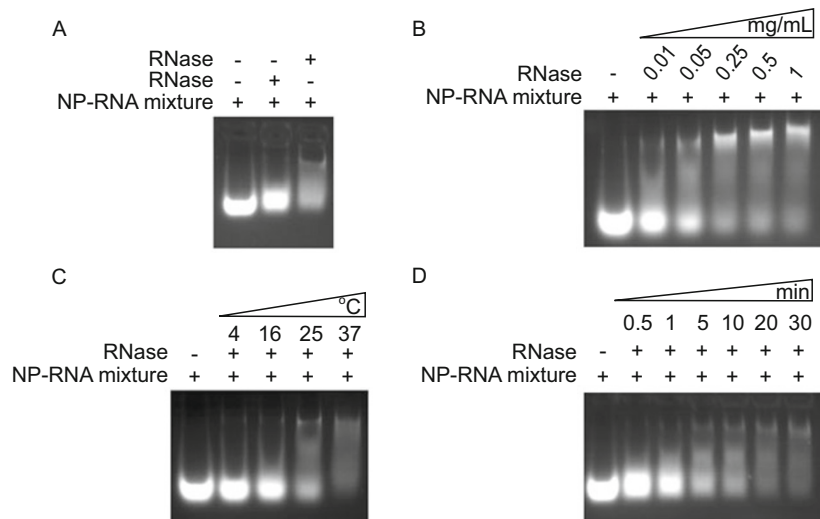 A
RNase - - +
RNase - + -
NP-RNA mixture + + +
B
mg/mL
RNase - 0.01 0.05 0.25 0.5 1
NP-RNA mixture + + + + + +
C
°C
4 16 25 37
RNase - + + + +
NP-RNA mixture + + + + +
D
min
0.5 1 5 10 20 30
RNase - + + + + + +
NP-RNA mixture + + + + + + +